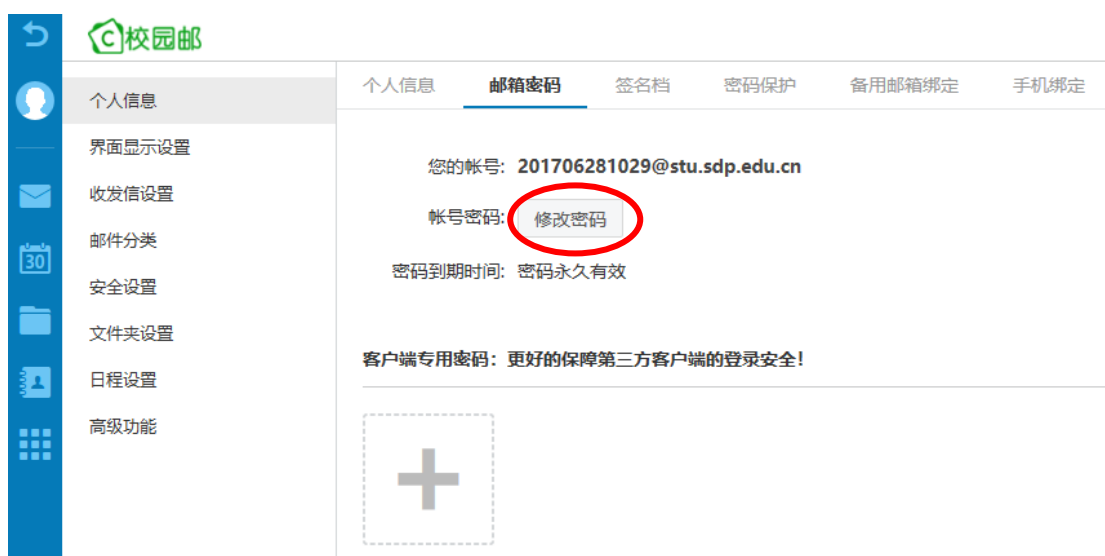 C校园邮
个人信息
界面显示设置
收发信设置
邮件分类
安全设置
文件夹设置
日程设置
高级功能
30
个人信息 邮箱密码 签名档 密码保护 备用邮箱绑定 手机绑定
您的帐号: 201706281029@stu.sdp.edu.cn
帐号密码: 修改密码
密码到期时间: 密码永久有效
客户端专用密码：更好的保障第三方客户端的登录安全！